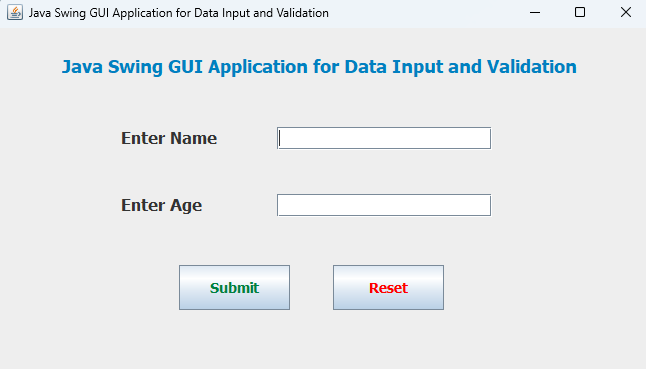 Java Swing GUI Application for Data Input and Validation
Java Swing GUI Application for Data Input and Validation
Enter Name
Enter Age
Submit Reset